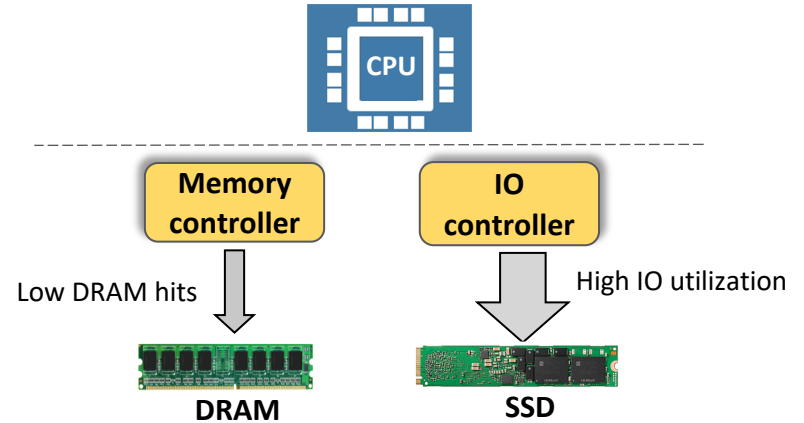 CPU
Memory
controller
IO
controller
Low DRAM hits
High IO utilization
DRAM
SSD